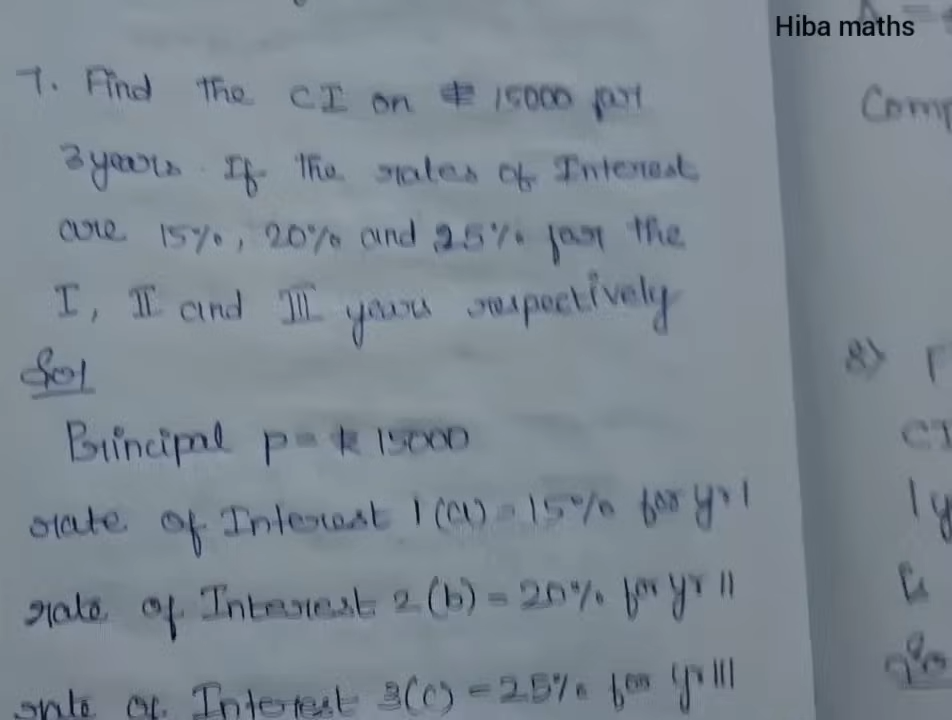 Hiba maths
7. Find the CI on ₹ 15000 for
3 years. If the rates of Interest
are 15%, 20% and 25% for the
I, II and III years respectively
Sol
Principal p = ₹ 15000
rate of Interest 1 (a) = 15% for yr I
rate of Interest 2 (b) = 20% for yr II
rate of Interest 3 (c) = 25% for yr III
Comp
8)
CI